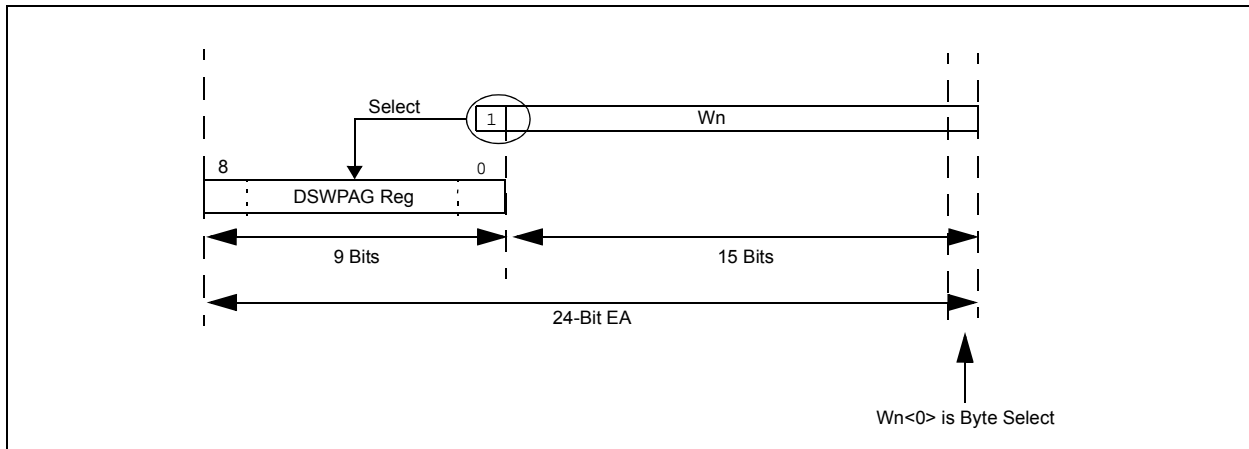 Select
1
Wn
8
0
DSWPAG Reg
9 Bits
15 Bits
24-Bit EA
Wn<0> is Byte Select